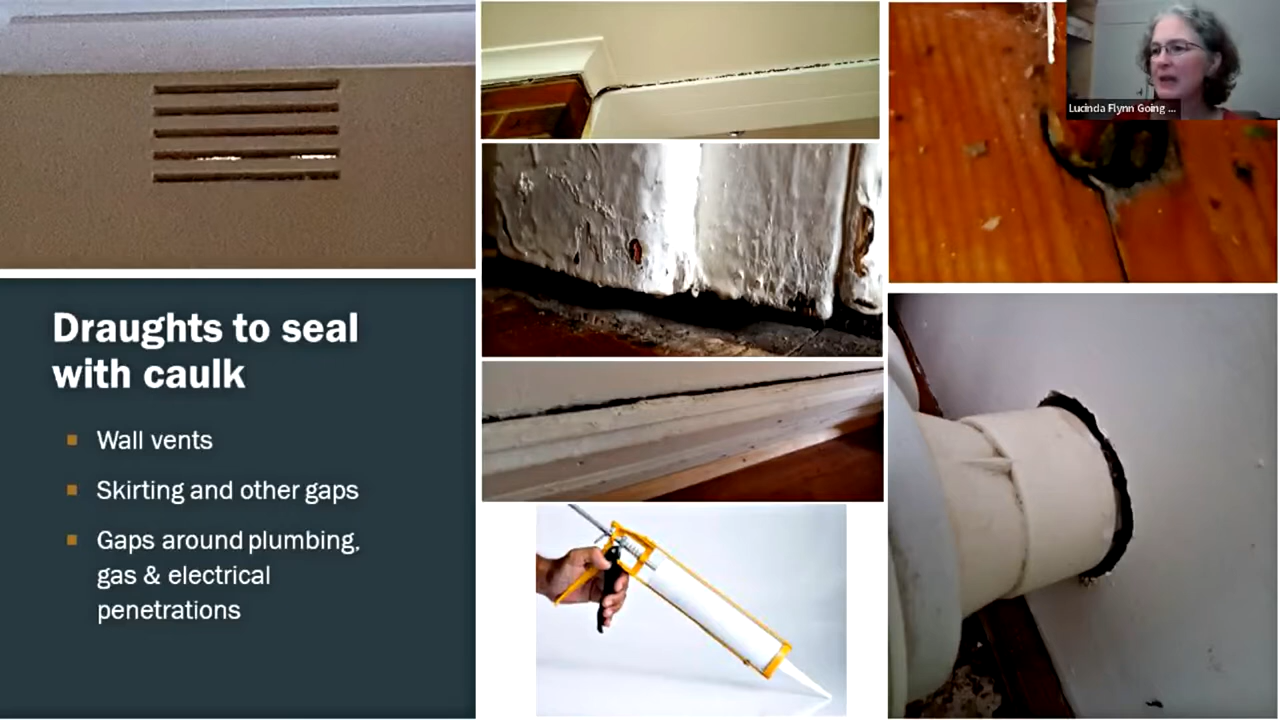 Lucinda Flynn Going ...
Draughts to seal
with caulk
Wall vents
Skirting and other gaps
Gaps around plumbing,
gas & electrical
penetrations